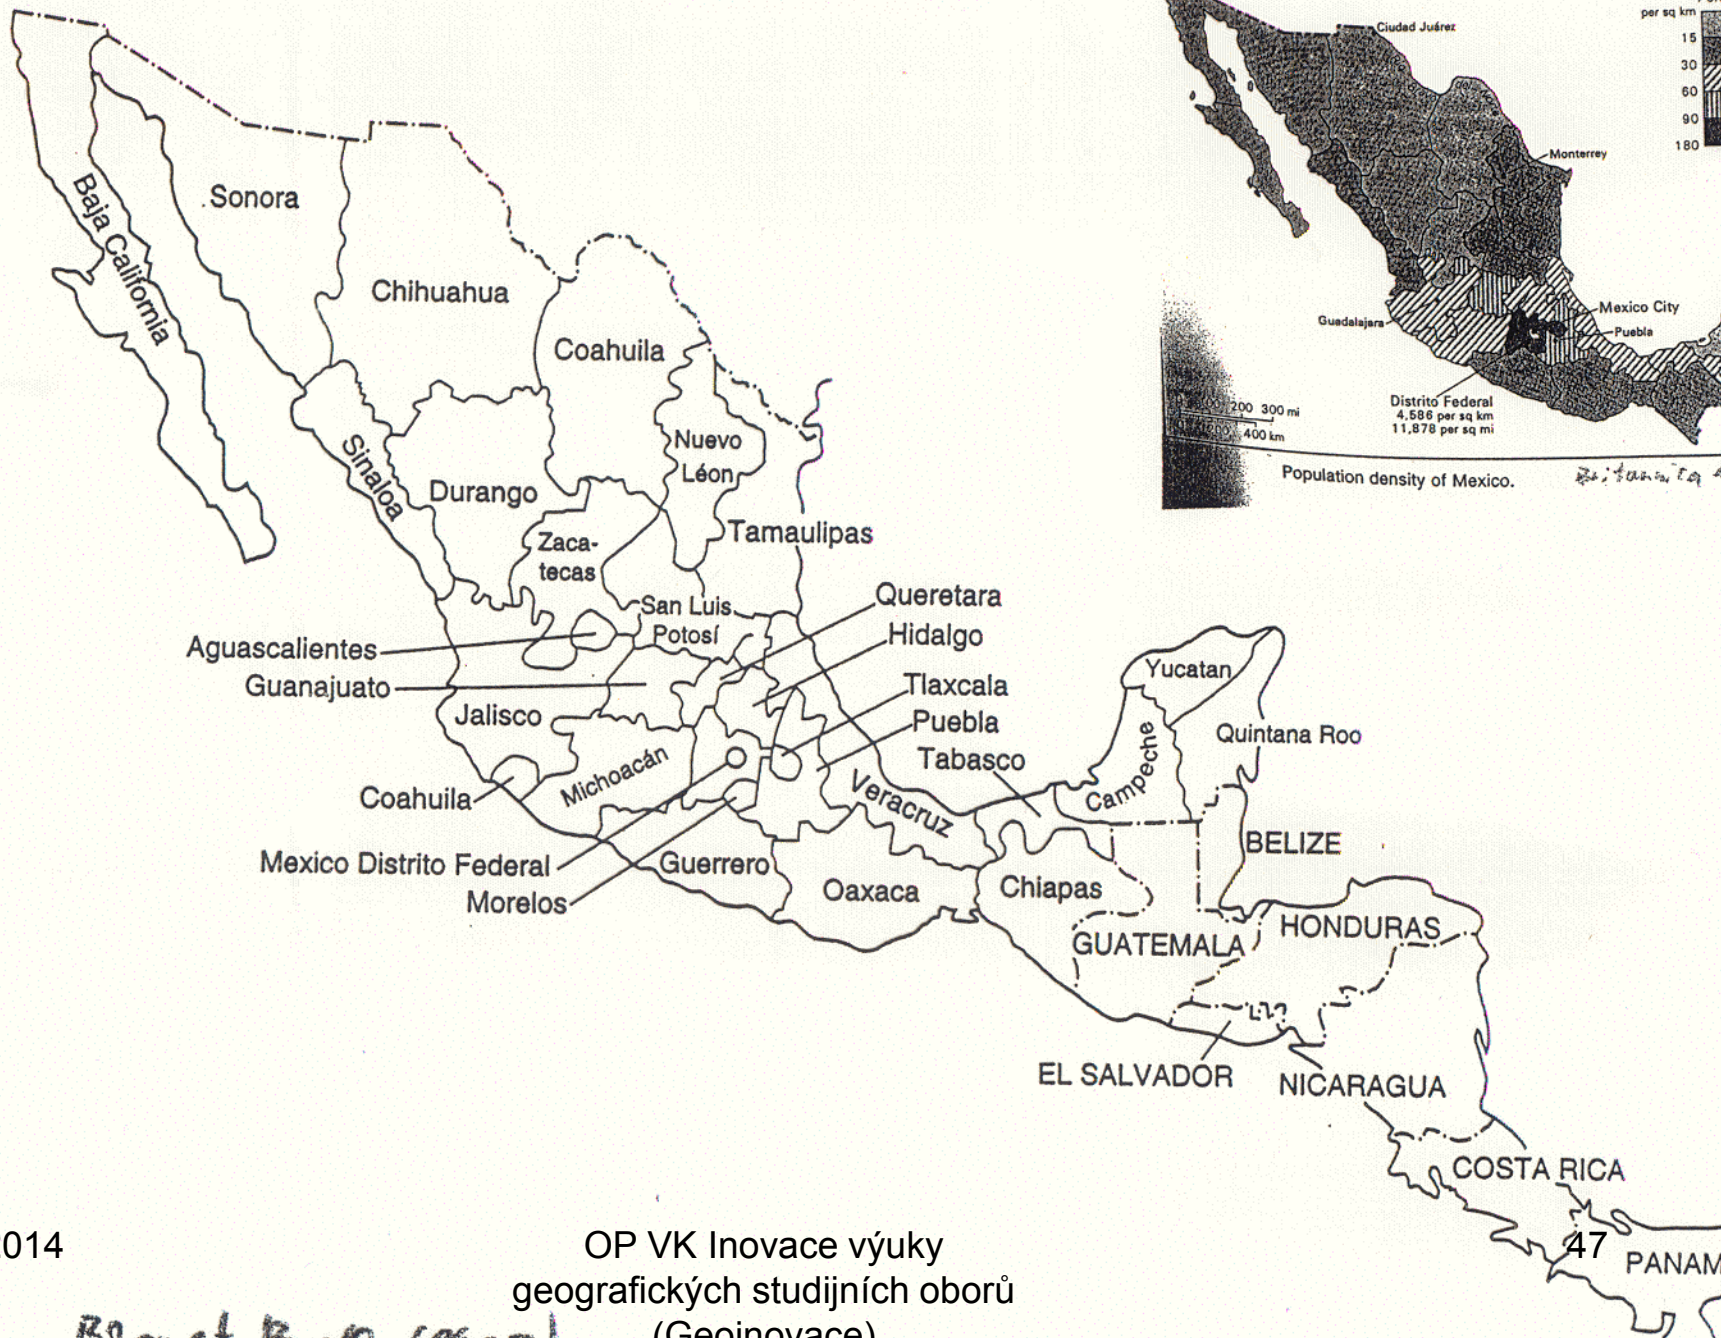 per sq km
15
30
60
90
180
Ciudad Juárez
Monterrey
Mexico City
Puebla
Guadalajara
Distrito Federal
4,586 per sq km
11,878 per sq mi
200 300 mi
200 400 km
Population density of Mexico.
Baja California
Sonora
Chihuahua
Coahuila
Nuevo
Léon
Sinaloa
Durango
Zaca-
tecas
Tamaulipas
San Luis
Potosí
Queretara
Hidalgo
Aguascalientes
Guanajuato
Tlaxcala
Puebla
Jalisco
Tabasco
Michoacán
Veracruz
Coahuila
Yucatan
Quintana Roo
Campeche
Mexico Distrito Federal
Morelos
Guerrero
Oaxaca
Chiapas
BELIZE
GUATEMALA
HONDURAS
EL SALVADOR
NICARAGUA
COSTA RICA
PANAM
2014
OP VK Inovace výuky
geografických studijních oborů
(Geoinovace)
47